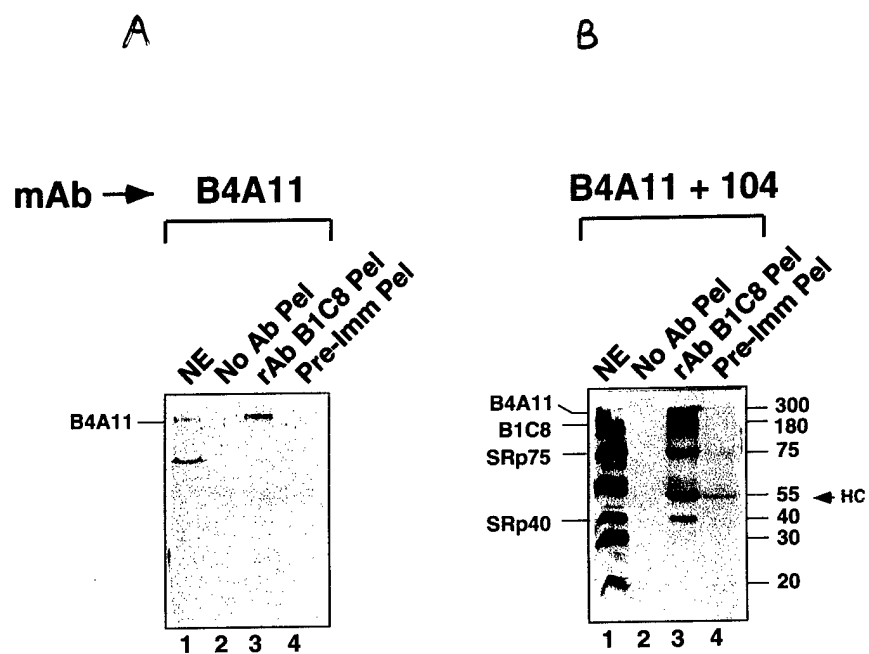 A
B
mAb → B4A11
B4A11 + 104
NE
No Ab Pel
rAb B1C8 Pel
Pre-Imm Pel
NE
No Ab Pel
rAb B1C8 Pel
Pre-Imm Pel
B4A11
B4A11
B1C8
SRp75
SRp40
300
180
75
55
HC
40
30
20
1 2 3 4
1 2 3 4